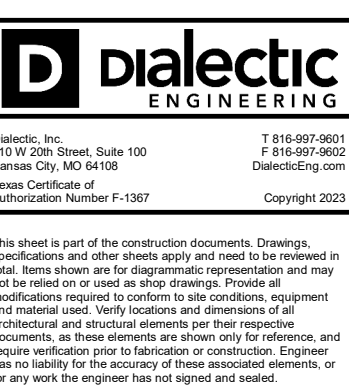 D DIALECTIC
ENGINEERING
ialectic, Inc. T 816-997-9601
10 W 20th Street, Suite 100 F 816-997-9602
ansas City, MO 64108 DialecticEng.com
exas Certificate of
uthorization Number F-1367 Copyright 2023
his sheet is part of the construction documents. Drawings,
pecifications and other sheets apply and need to be reviewed in
otal. Items shown are for diagrammatic representation and may
ot be relied on or used as shop drawings. Provide all
nodifications required to conform to site conditions, equipment
nd material used. Verify locations and dimensions of all
rchitectural and structural elements per their respective
ocuments, as these elements are shown only for reference, and
equire verification prior to fabrication or construction. Engineer
as no liability for the accuracy of these associated elements, or
or any work the engineer has not signed and sealed.